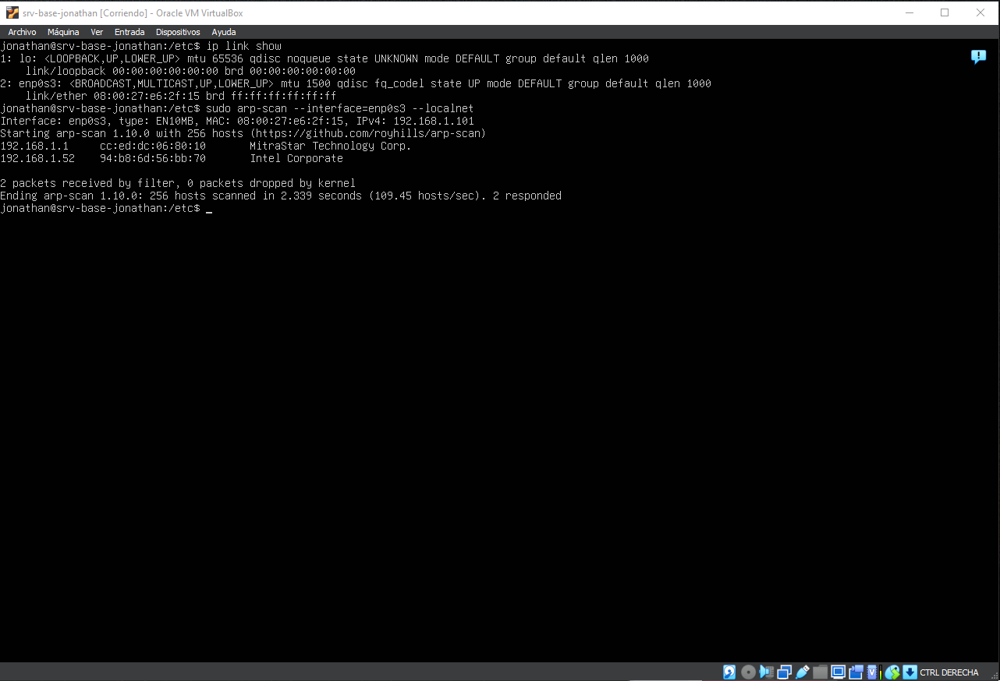 srv-base-jonathan [Corriendo] - Oracle VM VirtualBox
Archivo Máquina Ver Entrada Dispositivos Ayuda
jonathan@srv-base-jonathan:/etc$ ip link show
1: lo: <LOOPBACK,UP,LOWER_UP> mtu 65536 qdisc noqueue state UNKNOWN mode DEFAULT group default qlen 1000
    link/loopback 00:00:00:00:00:00 brd 00:00:00:00:00:00
2: enp0s3: <BROADCAST,MULTICAST,UP,LOWER_UP> mtu 1500 qdisc fq_codel state UP mode DEFAULT group default qlen 1000
    link/ether 08:00:27:e6:2f:15 brd ff:ff:ff:ff:ff:ff
jonathan@srv-base-jonathan:/etc$ sudo arp-scan --interface=enp0s3 --localnet
Interface: enp0s3, type: EN10MB, MAC: 08:00:27:e6:2f:15, IPv4: 192.168.1.101
Starting arp-scan 1.10.0 with 256 hosts (https://github.com/royhills/arp-scan)
192.168.1.1     cc:ed:dc:06:80:10       MitraStar Technology Corp.
192.168.1.52    94:b8:6d:56:bb:70       Intel Corporate
2 packets received by filter, 0 packets dropped by kernel
Ending arp-scan 1.10.0: 256 hosts scanned in 2.339 seconds (109.45 hosts/sec). 2 responded
jonathan@srv-base-jonathan:/etc$ _
CTRL DERECHA